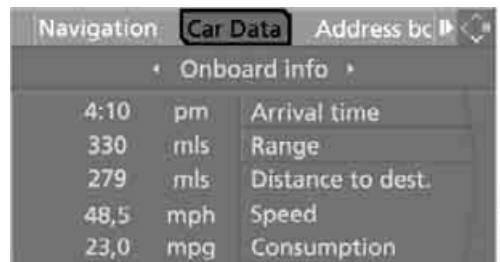 Navigation Car Data Address bc
Onboard info
4:10 pm Arrival time
330 mls Range
279 mls Distance to dest.
48,5 mph Speed
23,0 mpg Consumption